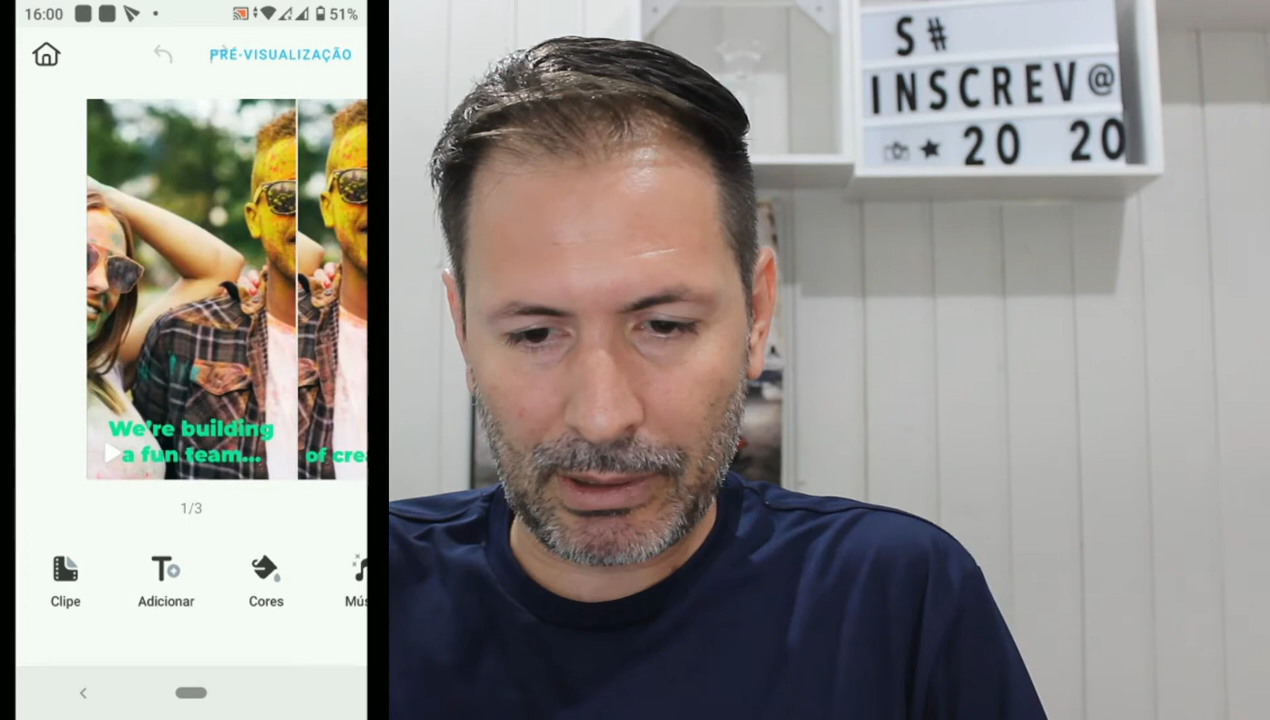 16:00
51%
PRÉ-VISUALIZAÇÃO
We're building
a fun team...
of cre
1/3
Clipe
Adicionar
Cores
Mús
S#
INSCREV@
20 20